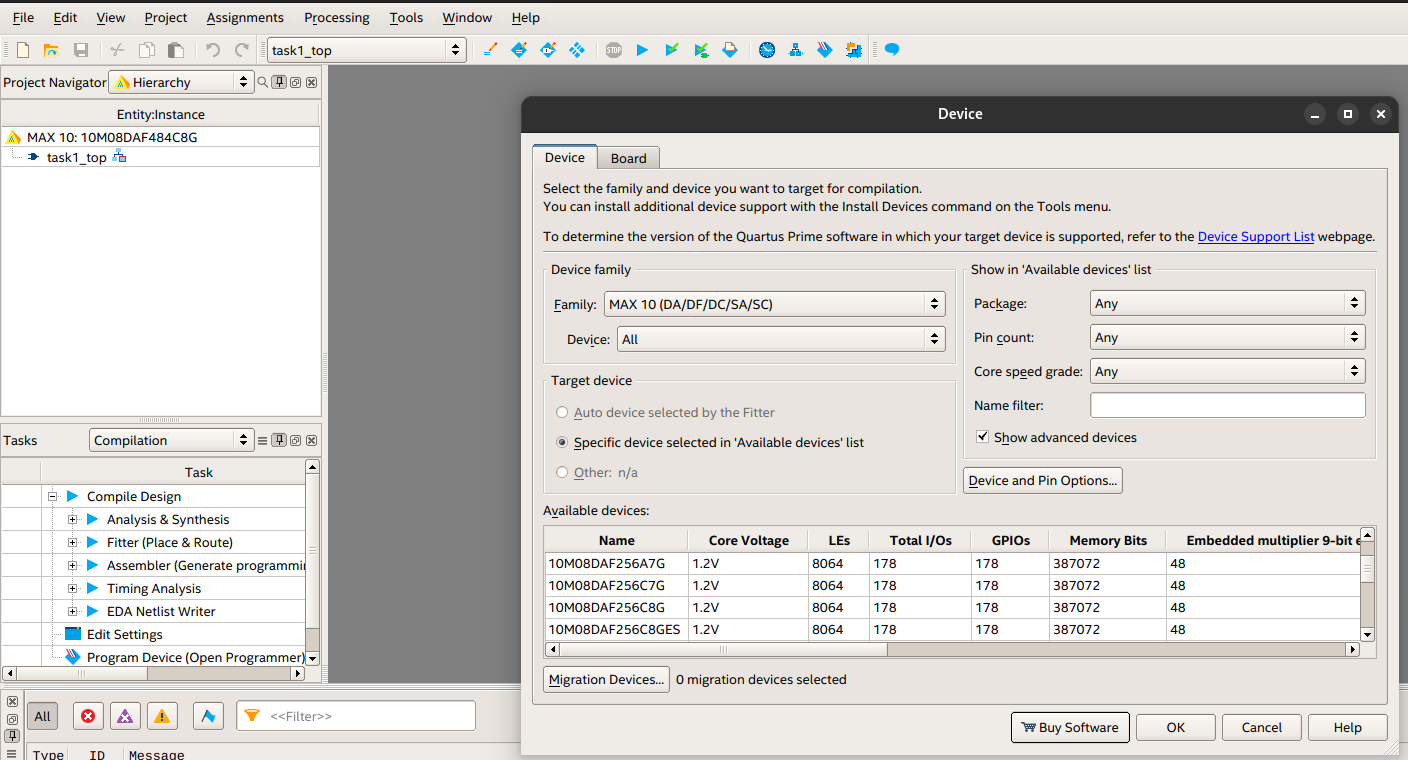 File Edit View Project Assignments Processing Tools Window Help
task1_top
Project Navigator Hierarchy
Entity:Instance
MAX 10: 10M08DAF484C8G
task1_top
Tasks Compilation
Task
Compile Design
Analysis & Synthesis
Fitter (Place & Route)
Assembler (Generate programmi
Timing Analysis
EDA Netlist Writer
Edit Settings
Program Device (Open Programmer)
All <<Filter>>
Type ID Message
Device
Device Board
Select the family and device you want to target for compilation.
You can install additional device support with the Install Devices command on the Tools menu.
To determine the version of the Quartus Prime software in which your target device is supported, refer to the Device Support List webpage.
Device family
Family: MAX 10 (DA/DF/DC/SA/SC)
Device: All
Target device
Auto device selected by the Fitter
Specific device selected in 'Available devices' list
Other: n/a
Show in 'Available devices' list
Package: Any
Pin count: Any
Core speed grade: Any
Name filter:
Show advanced devices
Device and Pin Options...
Available devices:
Name Core Voltage LEs Total I/Os GPIOs Memory Bits Embedded multiplier 9-bit e
10M08DAF256A7G 1.2V 8064 178 178 387072 48
10M08DAF256C7G 1.2V 8064 178 178 387072 48
10M08DAF256C8G 1.2V 8064 178 178 387072 48
10M08DAF256C8GES 1.2V 8064 178 178 387072 48
Migration Devices... 0 migration devices selected
Buy Software OK Cancel Help